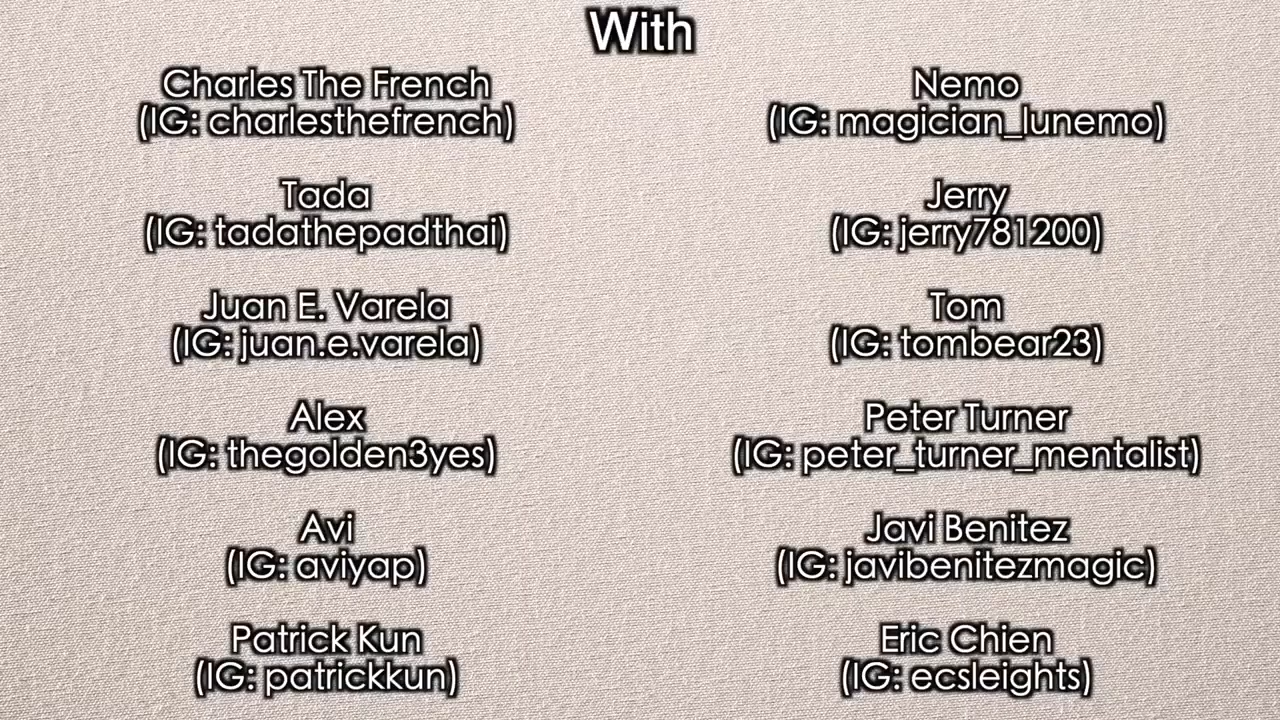 With
Charles The French
(IG: charlesthefrench)
Tada
(IG: tadathepadthai)
Juan E. Varela
(IG: juan.e.varela)
Alex
(IG: thegolden3yes)
Avi
(IG: aviyap)
Patrick Kun
(IG: patrickkun)
Nemo
(IG: magician_lunemo)
Jerry
(IG: jerry781200)
Tom
(IG: tombear23)
Peter Turner
(IG: peter_turner_mentalist)
Javi Benitez
(IG: javibenitezmagic)
Eric Chien
(IG: ecsleights)